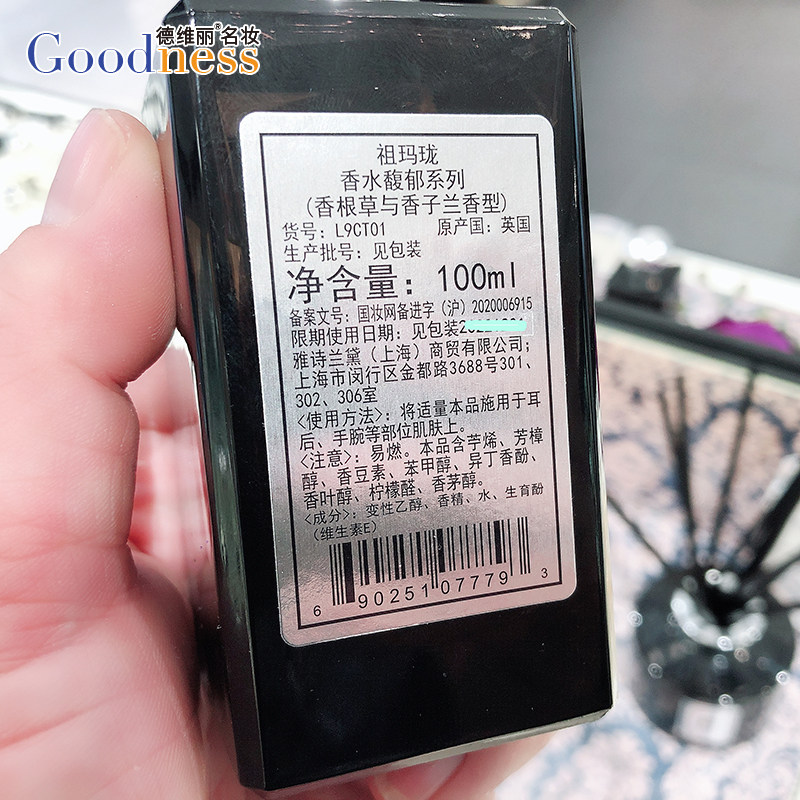 德维丽®名妆
Goodness
祖玛珑
香水馥郁系列
(香根草与香子兰香型)
货号: L9CT01 原产国: 英国
生产批号: 见包装
净含量: 100ml
备案文号: 国妆网备进字 (沪) 2020006915
限期使用日期: 见包装
雅诗兰黛 (上海) 商贸有限公司;
上海市闵行区金都路3688号301、
302、306室
<使用方法>: 将适量本品施用于耳
后、手腕等部位肌肤上。
<注意>: 易燃。本品含苧烯、芳樟
醇、香豆素、苯甲醇、异丁香酚、
香叶醇、柠檬醛、香茅醇。
<成分>: 变性乙醇、香精、水、生育酚
(维生素E)
6 90251 07779 3